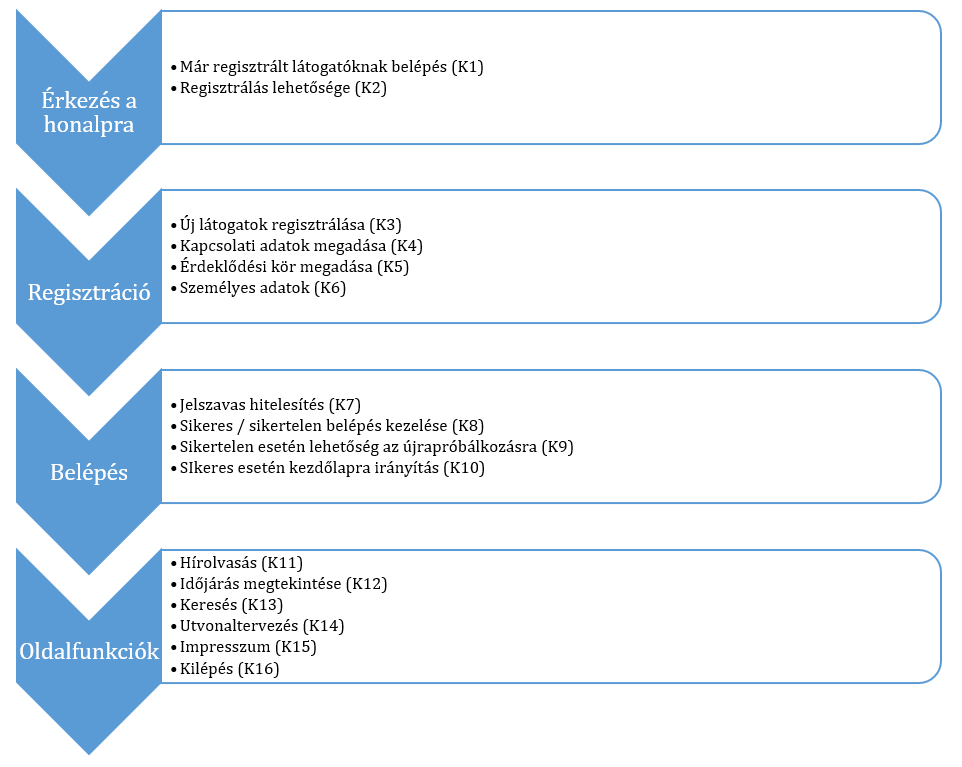 Érkezés a
honalpra
• Már regisztrált látogatóknak belépés (K1)
• Regisztrálás lehetősége (K2)
Regisztráció
• Új látogatok regisztrálása (K3)
• Kapcsolati adatok megadása (K4)
• Érdeklődési kör megadása (K5)
• Személyes adatok (K6)
Belépés
• Jelszavas hitelesítés (K7)
• Sikeres / sikertelen belépés kezelése (K8)
• Sikertelen esetén lehetőség az újrapróbálkozásra (K9)
• SIkeres esetén kezdőlapra irányítás (K10)
Oldalfunkciók
• Hírolvasás (K11)
• Időjárás megtekintése (K12)
• Keresés (K13)
• Utvonaltervezés (K14)
• Impresszum (K15)
• Kilépés (K16)